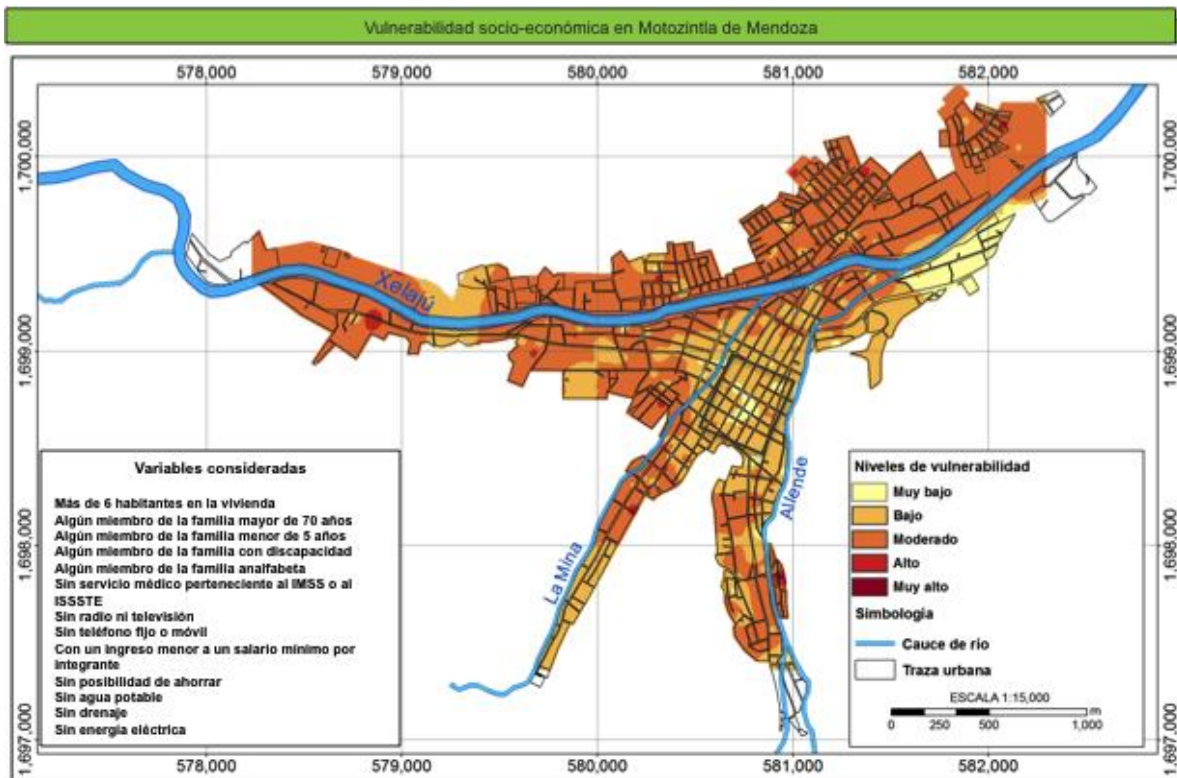 Vulnerabilidad socio-económica en Motozintla de Mendoza
578,000 579,000 580,000 581,000 582,000
1,700,000 1,700,000
Xelajú
1,699,000 1,699,000
Variables consideradas
Más de 6 habitantes en la vivienda
Algún miembro de la familia mayor de 70 años
Algún miembro de la familia menor de 5 años
Algún miembro de la familia con discapacidad
Algún miembro de la familia analfabeta
Sin servicio médico perteneciente al IMSS o al
ISSSTE
Sin radio ni televisión
Sin teléfono fijo o móvil
Con un ingreso menor a un salario mínimo por
integrante
Sin posibilidad de ahorrar
Sin agua potable
Sin drenaje
Sin energía eléctrica
La Mina
Allende
Niveles de vulnerabilidad
Muy bajo
Bajo
Moderado
Alto
Muy alto
Simbología
Cauce de río
Traza urbana
ESCALA 1:15,000
m
0 250 500 1,000
1,698,000 1,698,000
1,697,000 1,697,000
578,000 579,000 580,000 581,000 582,000